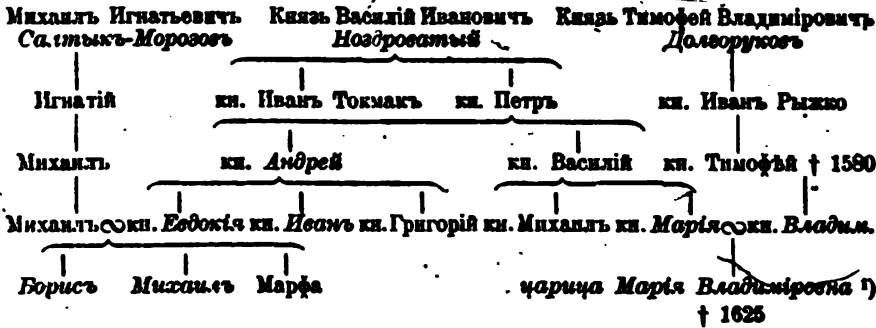 Михаилъ Игнатьевичъ Князь Василій Ивановичъ Князь Тимофей Владиміровичъ
Салтыкъ-Морозовъ Ноздроватый Долгоруковъ
Игнатій кн. Иванъ Токмакъ кн. Петръ кн. Иванъ Рыжко
Михаилъ кн. Андрей кн. Василій кн. Тимофѣй † 1580
Михаилъ∞кн. Евдокія кн. Иванъ кн. Григорій кн. Михаилъ кн. Марія∞кн. Владим.
Борисъ Михаилъ Марфа царица Марія Владиміровна ¹)
† 1625